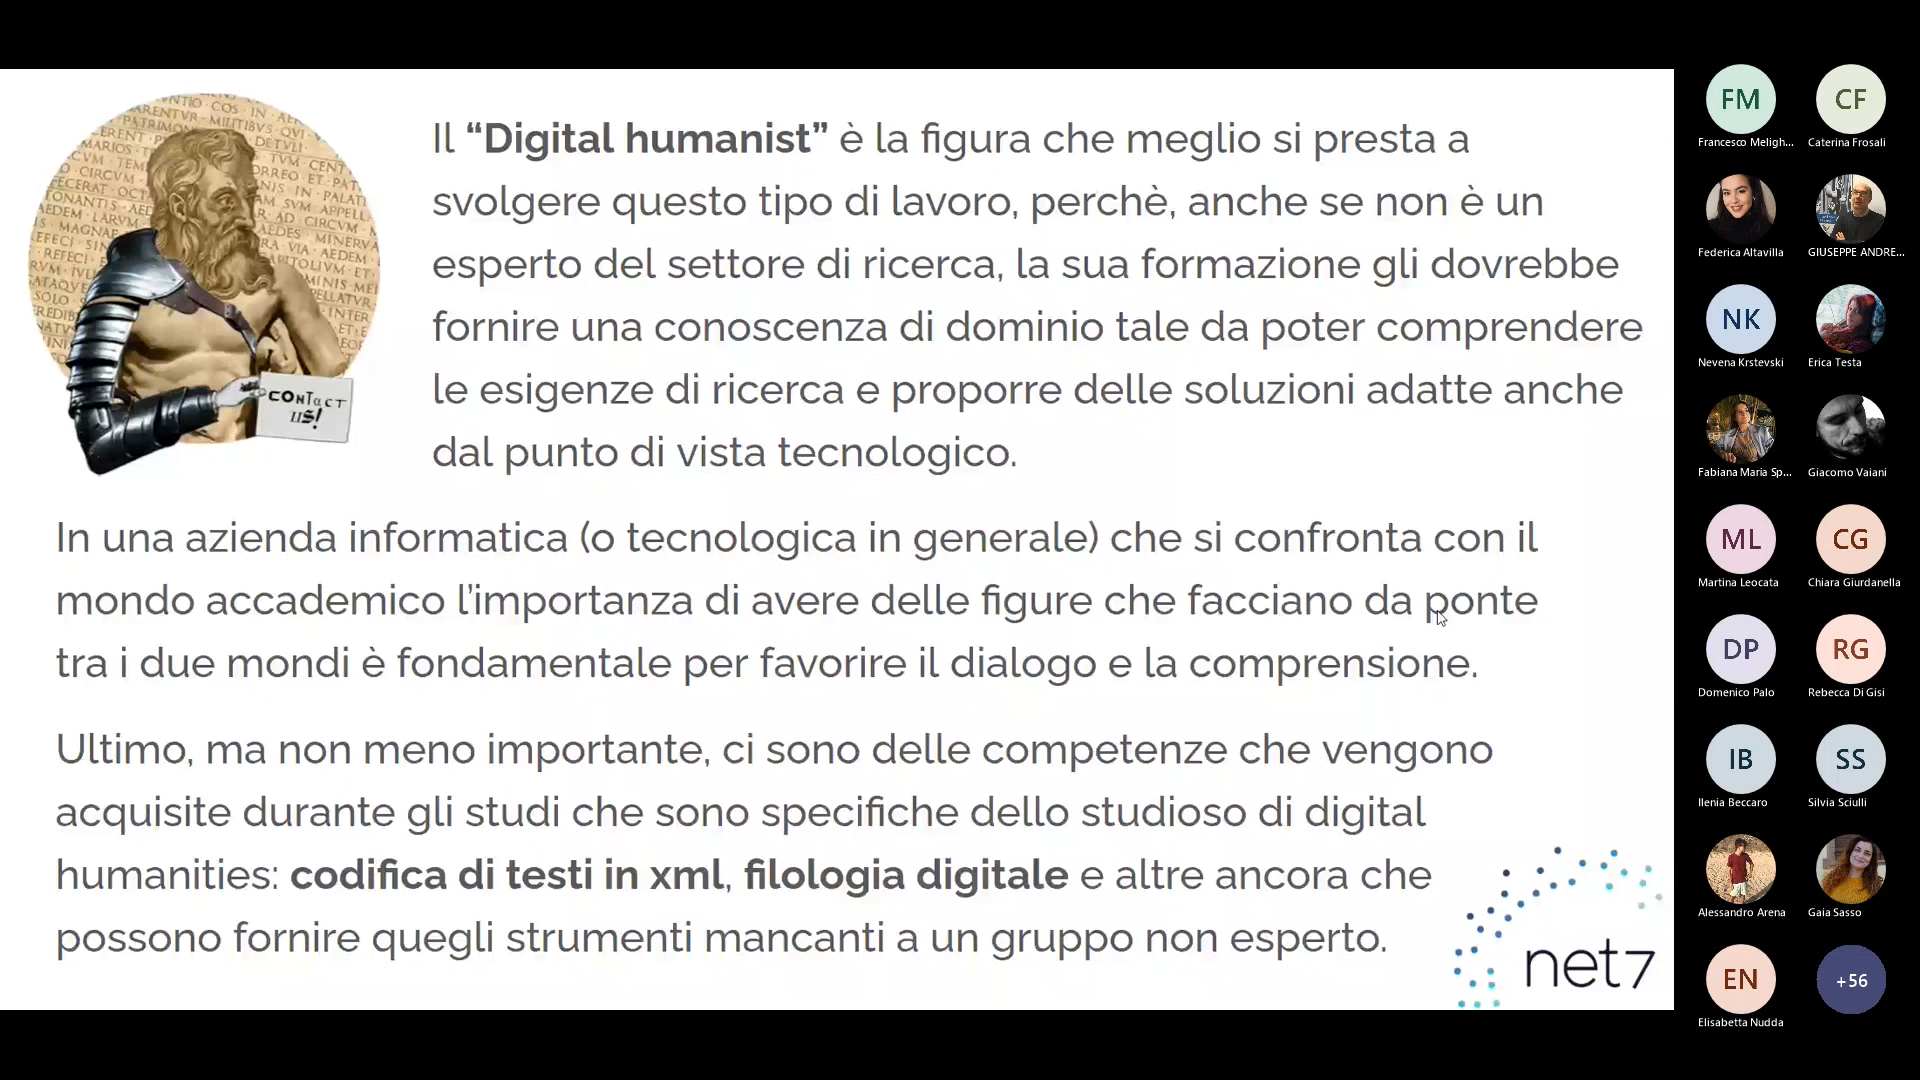 Il “Digital humanist” è la figura che meglio si presta a
svolgere questo tipo di lavoro, perchè, anche se non è un
esperto del settore di ricerca, la sua formazione gli dovrebbe
fornire una conoscenza di dominio tale da poter comprendere
le esigenze di ricerca e proporre delle soluzioni adatte anche
dal punto di vista tecnologico.
CONTACT
US!
In una azienda informatica (o tecnologica in generale) che si confronta con il
mondo accademico l’importanza di avere delle figure che facciano da ponte
tra i due mondi è fondamentale per favorire il dialogo e la comprensione.
Ultimo, ma non meno importante, ci sono delle competenze che vengono
acquisite durante gli studi che sono specifiche dello studioso di digital
humanities: codifica di testi in xml, filologia digitale e altre ancora che
possono fornire quegli strumenti mancanti a un gruppo non esperto.
net7
FM CF
Francesco Meligh... Caterina Frosali
Federica Altavilla GIUSEPPE ANDRE...
NK
Nevena Krstevski Erica Testa
Fabiana Maria Sp... Giacomo Vaiani
ML CG
Martina Leocata Chiara Giurdanella
DP RG
Domenico Palo Rebecca Di Gisi
IB SS
Ilenia Beccaro Silvia Sciulli
Alessandro Arena Gaia Sasso
EN +56
Elisabetta Nudda